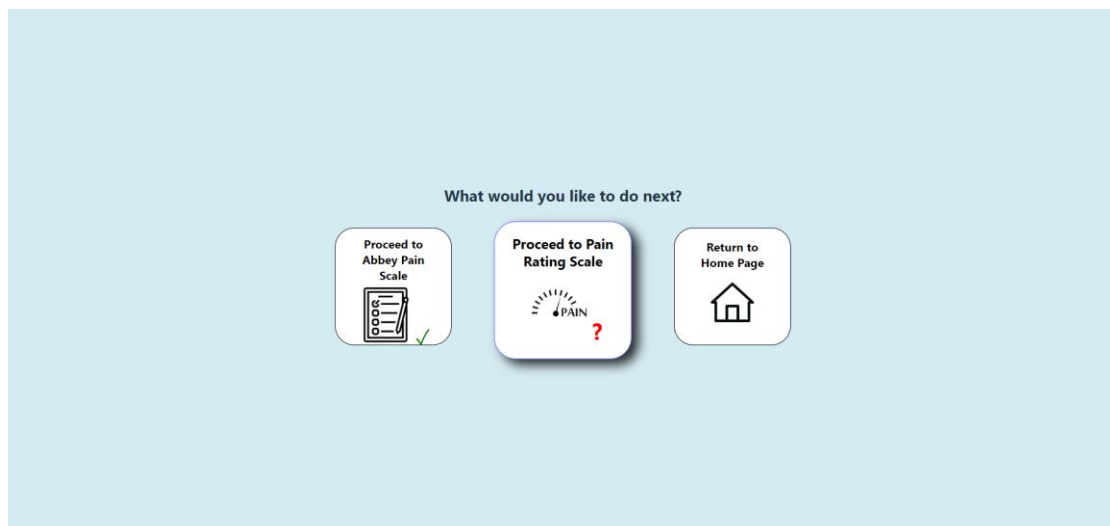 What would you like to do next?
Proceed to
Abbey Pain
Scale
Proceed to Pain
Rating Scale
PAIN
?
Return to
Home Page